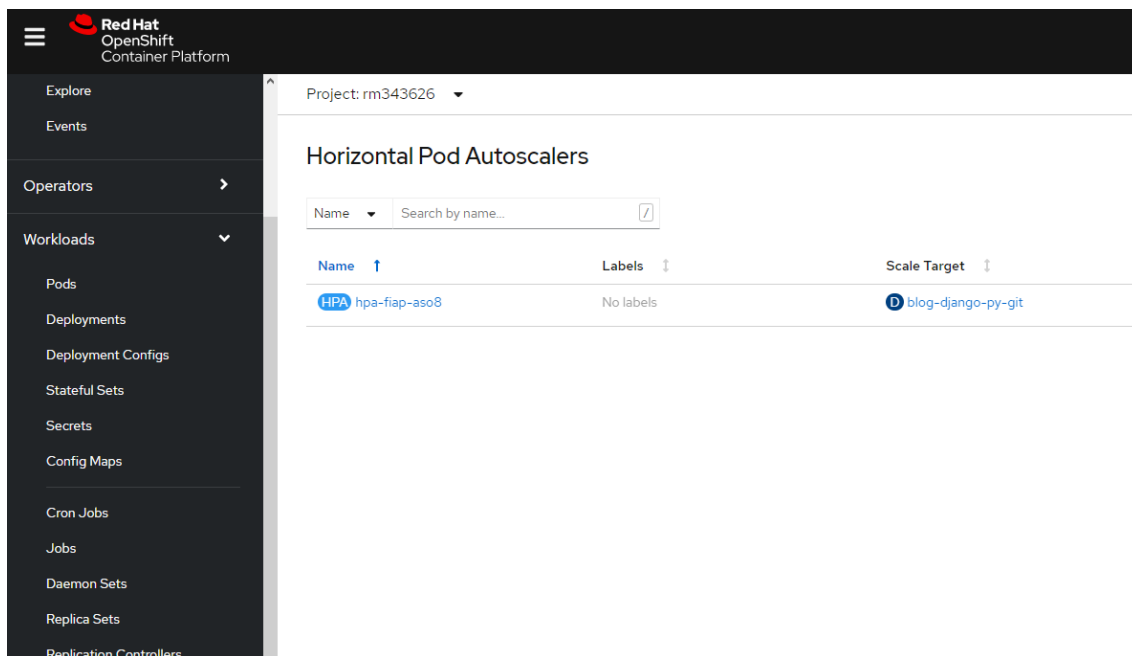 Red Hat
OpenShift
Container Platform
Explore
Events
Operators
Workloads
Pods
Deployments
Deployment Configs
Stateful Sets
Secrets
Config Maps
Cron Jobs
Jobs
Daemon Sets
Replica Sets
Replication Controllers
Project: rm343626
Horizontal Pod Autoscalers
Name Search by name... /
Name Labels Scale Target
HPA hpa-fiap-aso8 No labels D blog-django-py-git